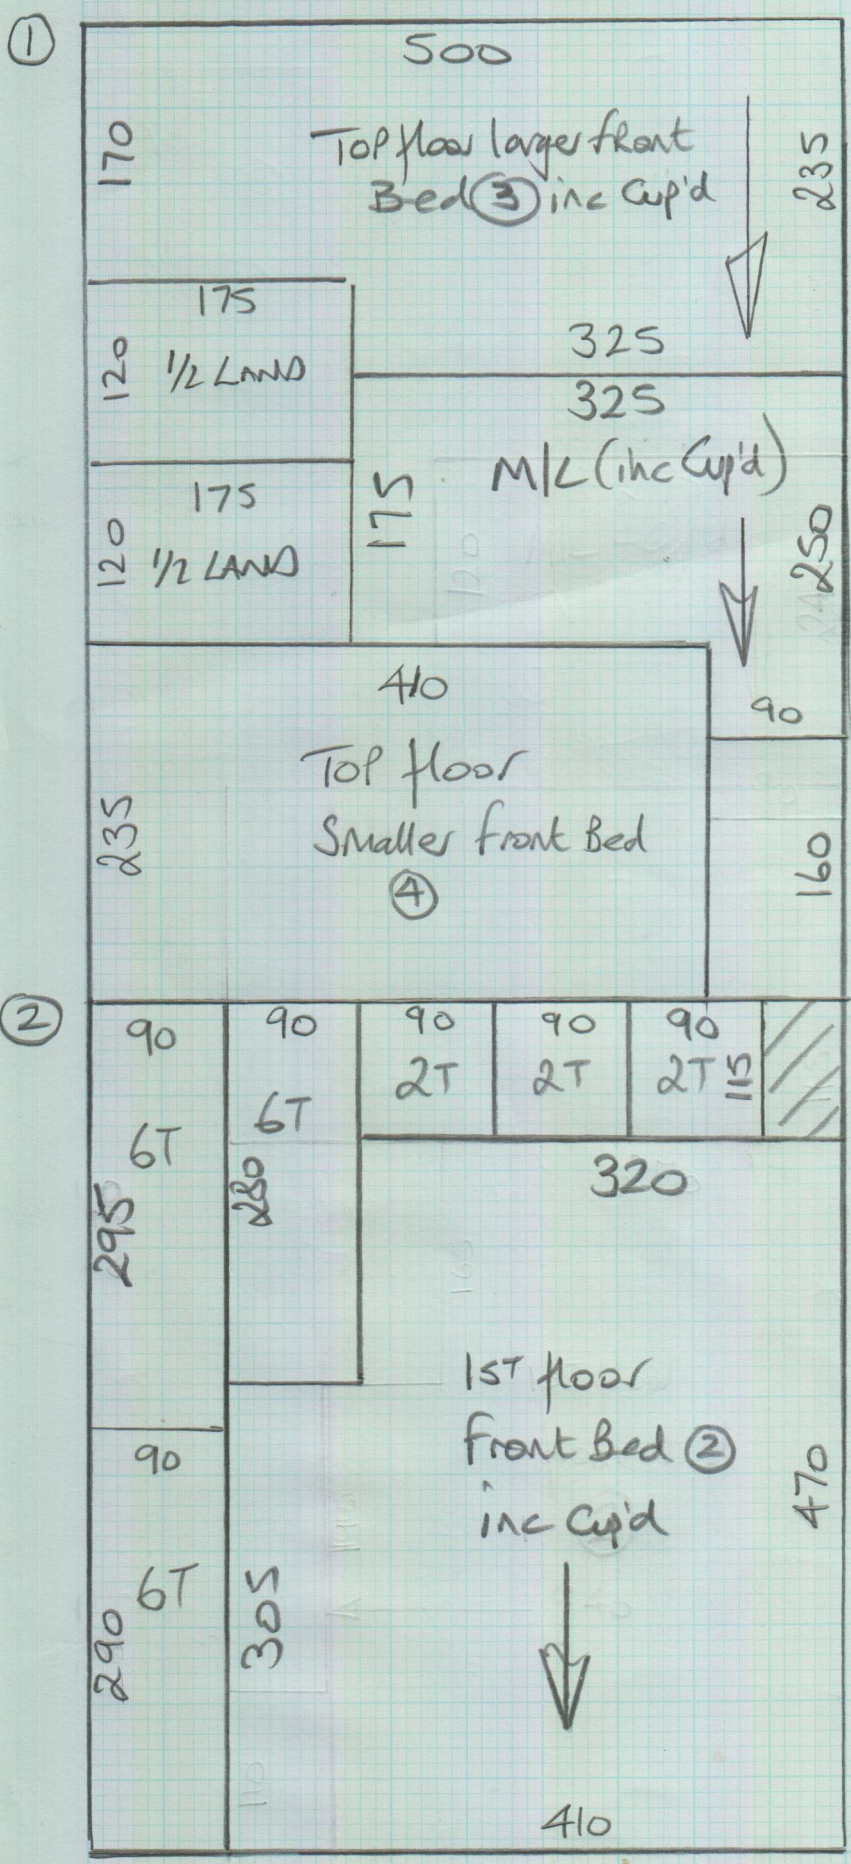 ①
500
170
Top floor larger front
Bed ③ inc Cup'd
235
175
120
1/2 LAND
325
325
M/L (inc Cup'd)
175
250
175
120
1/2 LAND
410
90
Top floor
Smaller front Bed
④
235
160
②
90
90
90
90
90
6T
6T
2T
2T
2T
115
295
280
320
1ST floor
Front Bed ②
inc Cup'd
470
90
6T
290
305
410